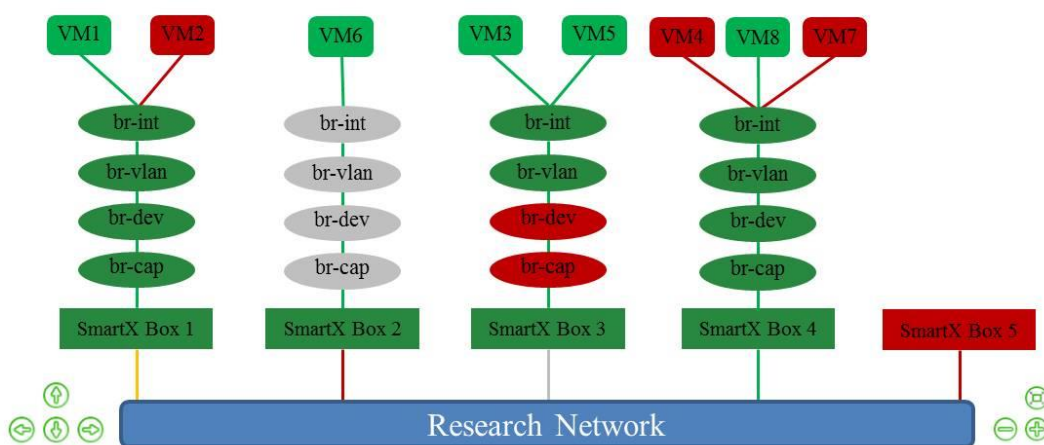 VM1 VM2 VM6 VM3 VM5 VM4 VM8 VM7
br-int br-int br-int br-int
br-vlan br-vlan br-vlan br-vlan
br-dev br-dev br-dev br-dev
br-cap br-cap br-cap br-cap
SmartX Box 1 SmartX Box 2 SmartX Box 3 SmartX Box 4 SmartX Box 5
Research Network